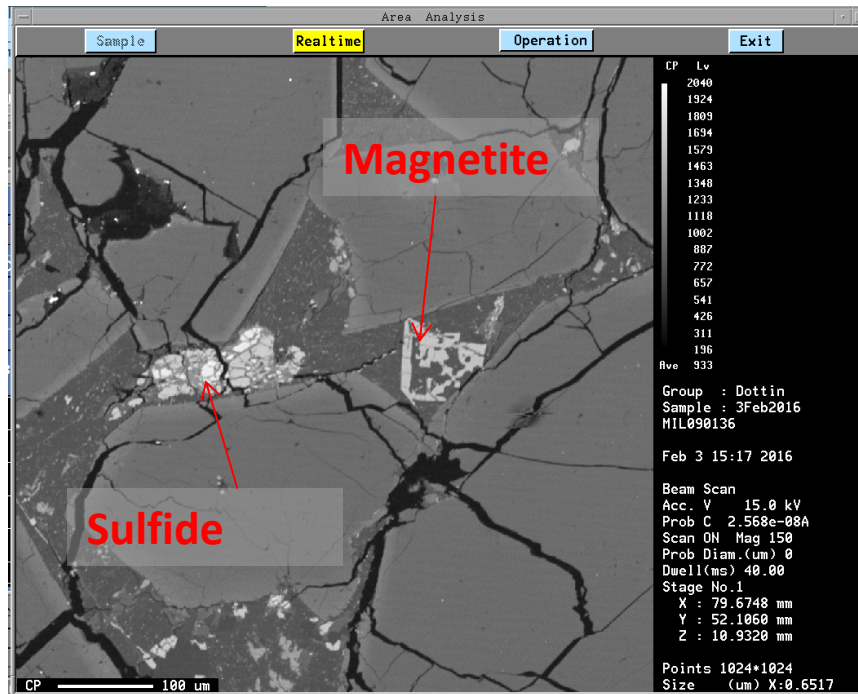 Area Analysis
Sample Realtime Operation Exit
CP Lv
2040
1924
1809
1694
1579
1463
1348
1233
1118
1002
887
772
657
541
426
311
196
Ave 933
Magnetite
Sulfide
Group : Dottin
Sample : 3Feb2016
MIL090136
Feb 3 15:17 2016
Beam Scan
Acc. V 15.0 kV
Prob C 2.568e-08A
Scan ON Mag 150
Prob Diam.(um) 0
Dwell(ms) 40.00
Stage No.1
X : 79.6748 mm
Y : 52.1060 mm
Z : 10.9320 mm
Points 1024*1024
Size (um) X:0.6517
CP 100 um